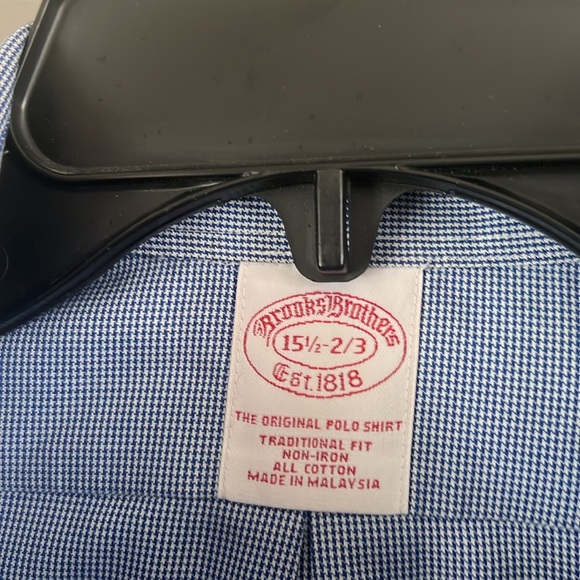 Brooks Brothers
15½-2/3
Est. 1818
THE ORIGINAL POLO SHIRT
TRADITIONAL FIT
NON-IRON
ALL COTTON
MADE IN MALAYSIA